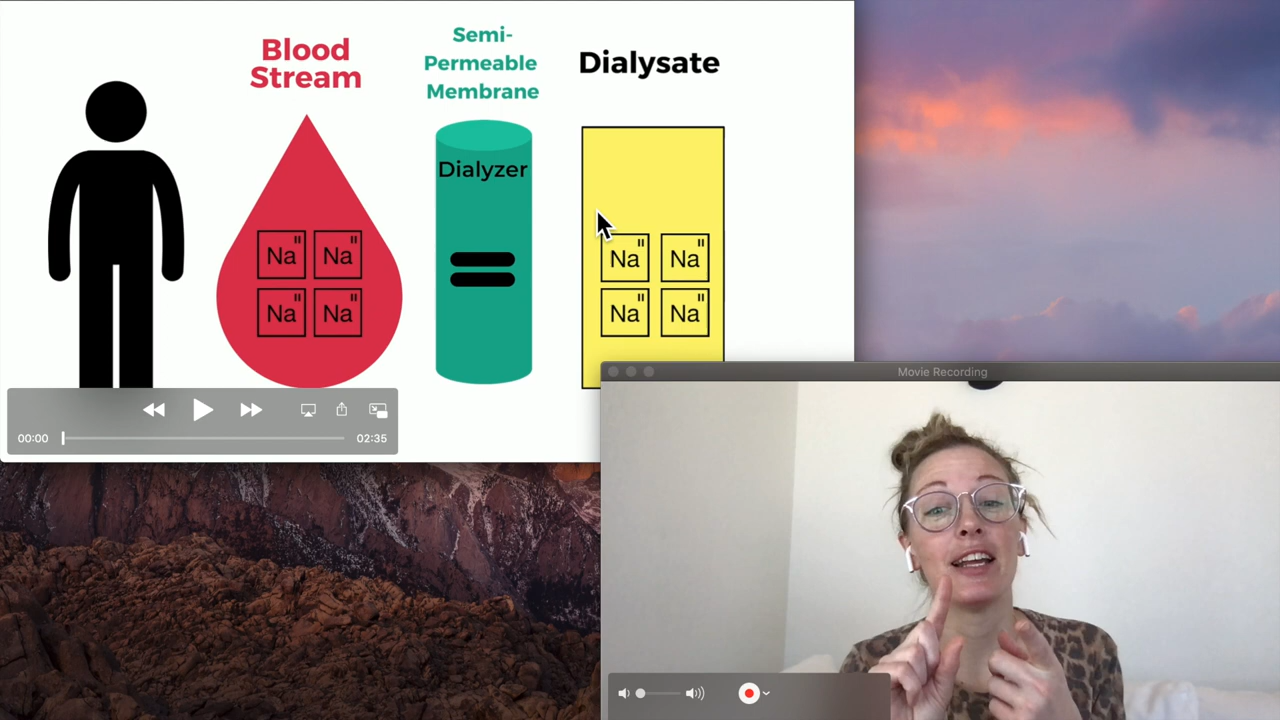 Blood
Stream
Semi-
Permeable
Membrane
Dialysate
Dialyzer
Na" Na"
Na" Na"
Na" Na"
Na" Na"
00:00
02:35
Movie Recording